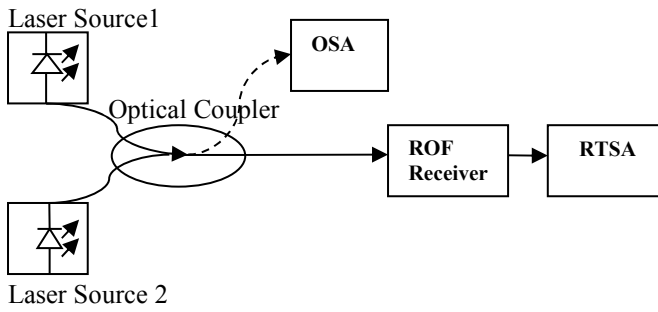 Laser Source1
OSA
Optical Coupler
ROF
Receiver
RTSA
Laser Source 2